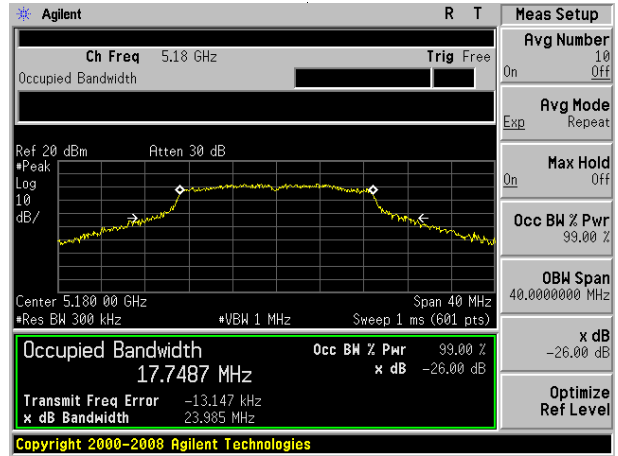 Agilent R T
Ch Freq 5.18 GHz Trig Free
Occupied Bandwidth
Ref 20 dBm Atten 30 dB
#Peak
Log
10
dB/
Center 5.180 00 GHz Span 40 MHz
#Res BW 300 kHz #VBW 1 MHz Sweep 1 ms (601 pts)
Occupied Bandwidth Occ BW % Pwr 99.00 %
17.7487 MHz x dB -26.00 dB
Transmit Freq Error -13.147 kHz
x dB Bandwidth 23.985 MHz
Copyright 2000-2008 Agilent Technologies
Meas Setup
Avg Number
10
On Off
Avg Mode
Exp Repeat
Max Hold
On Off
Occ BW % Pwr
99.00 %
OBW Span
40.0000000 MHz
x dB
-26.00 dB
Optimize
Ref Level